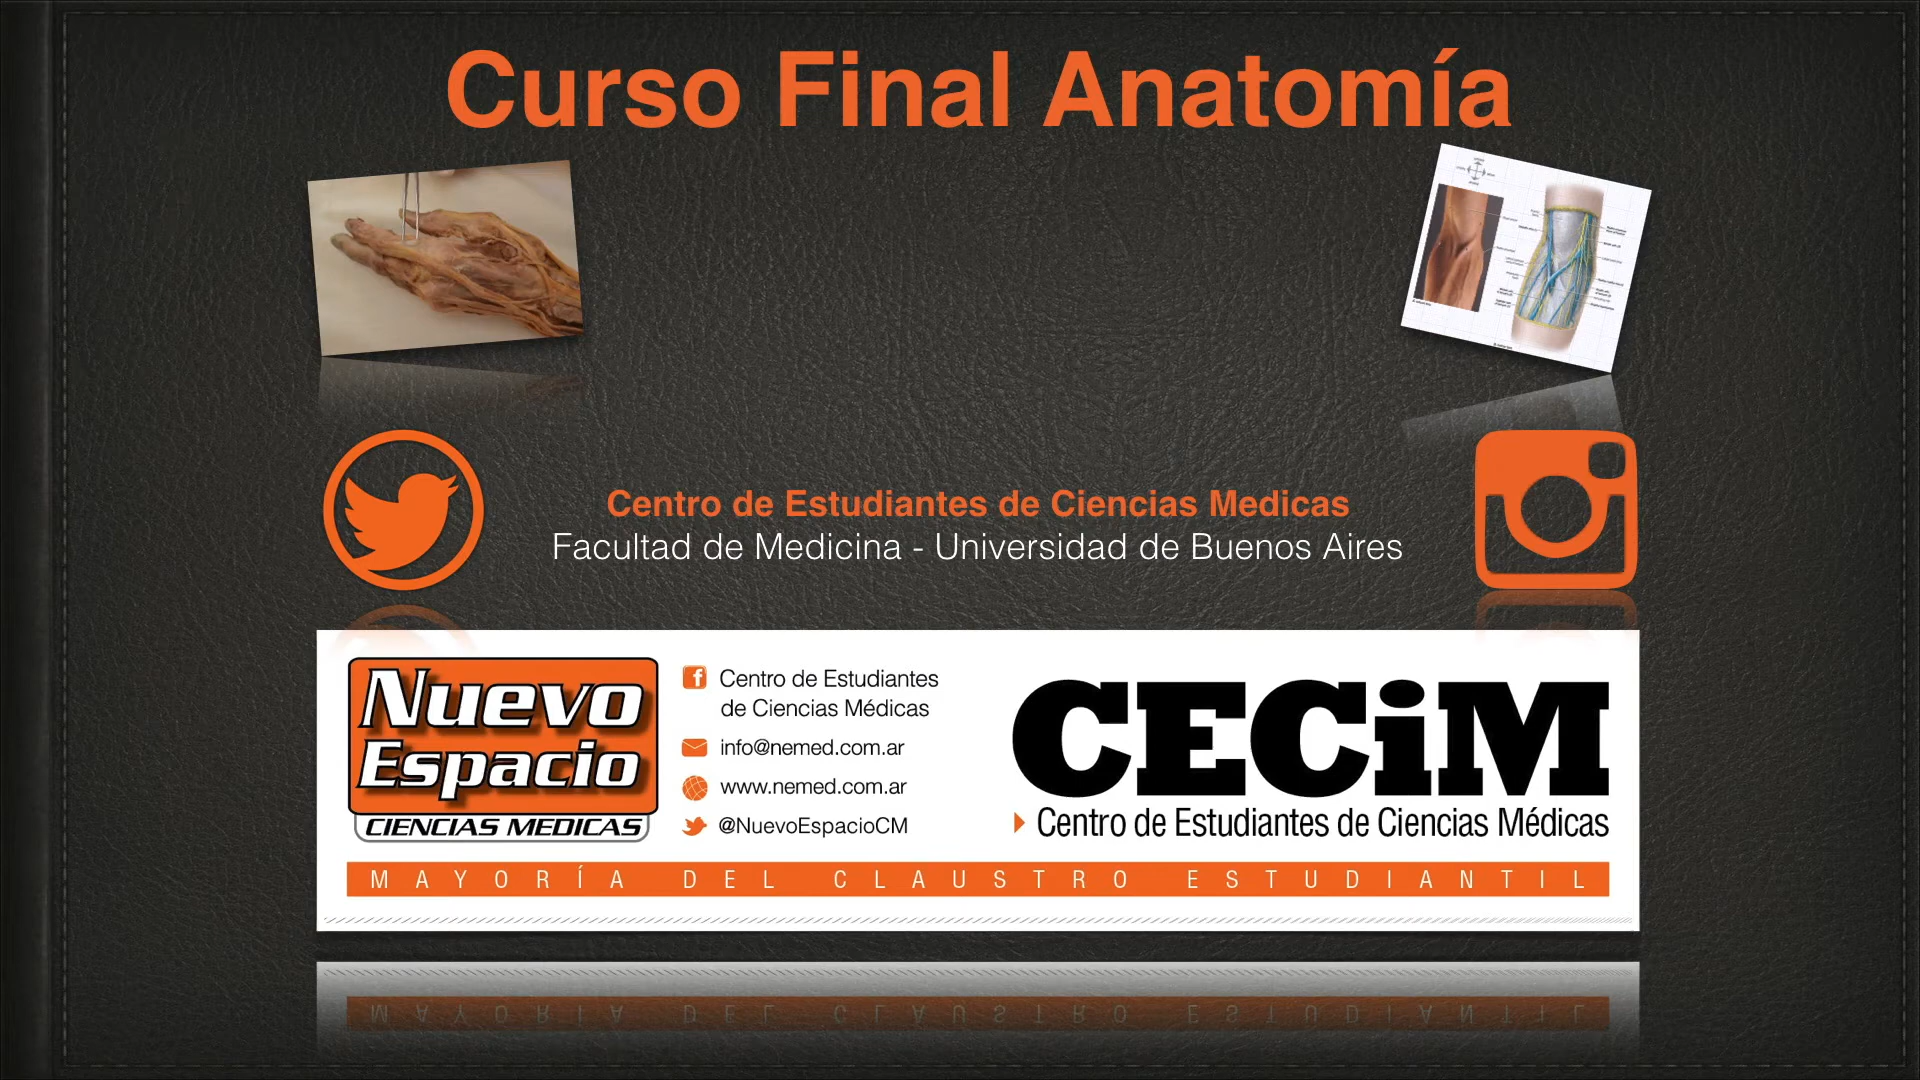 Curso Final Anatomía
Centro de Estudiantes de Ciencias Medicas
Facultad de Medicina - Universidad de Buenos Aires
Nuevo
Espacio
CIENCIAS MEDICAS
Centro de Estudiantes
de Ciencias Médicas
info@nemed.com.ar
www.nemed.com.ar
@NuevoEspacioCM
CECiM
Centro de Estudiantes de Ciencias Médicas
MAYORÍA DEL CLAUSTRO ESTUDIANTIL